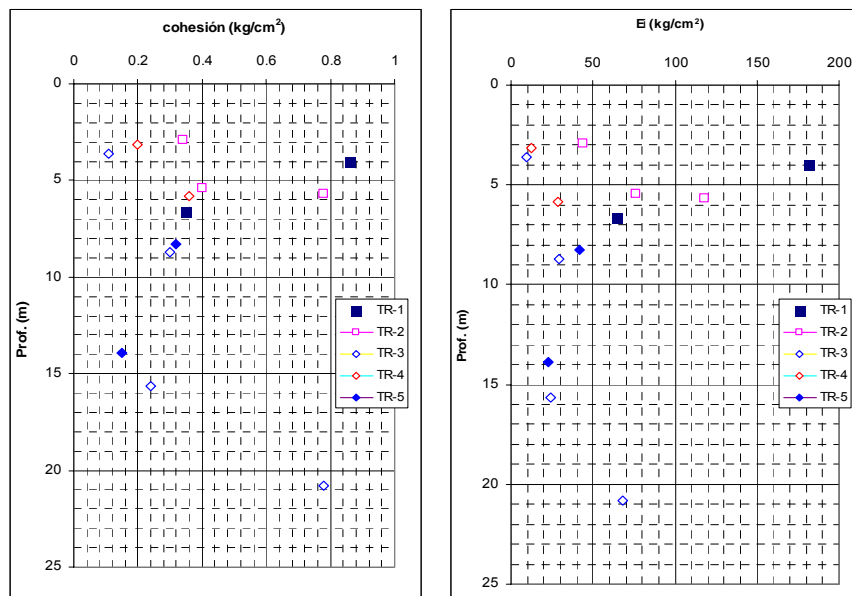 cohesión (kg/cm²)
0 0.2 0.4 0.6 0.8 1
0
5
10
15
20
25
Prof. (m)
TR-1
TR-2
TR-3
TR-4
TR-5
Ei (kg/cm²)
0 50 100 150 200
0
5
10
15
20
25
Prof. (m)
TR-1
TR-2
TR-3
TR-4
TR-5